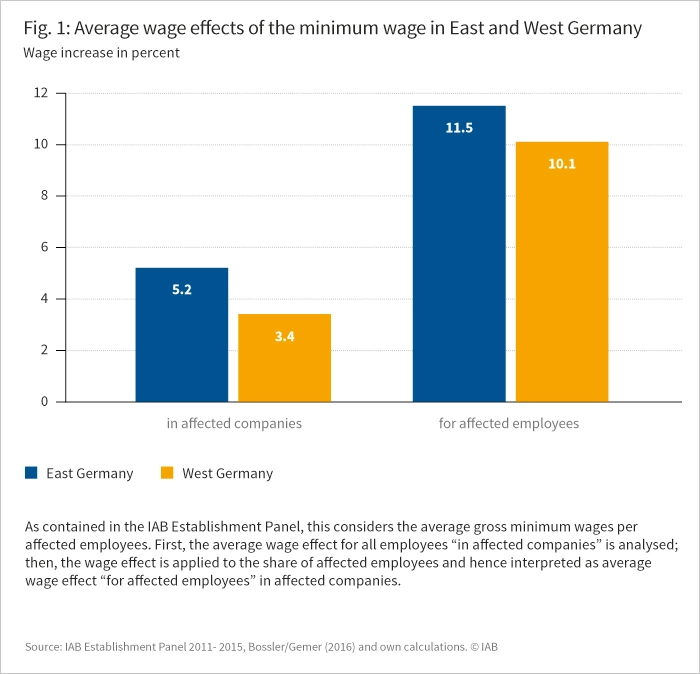 Fig. 1: Average wage effects of the minimum wage in East and West Germany
Wage increase in percent
12
10
8
6
4
2
0
5.2
3.4
11.5
10.1
in affected companies
for affected employees
East Germany
West Germany
As contained in the IAB Establishment Panel, this considers the average gross minimum wages per
affected employees. First, the average wage effect for all employees “in affected companies” is analysed;
then, the wage effect is applied to the share of affected employees and hence interpreted as average
wage effect “for affected employees” in affected companies.
Source: IAB Establishment Panel 2011- 2015, Bossler/Gerner (2016) and own calculations. © IAB